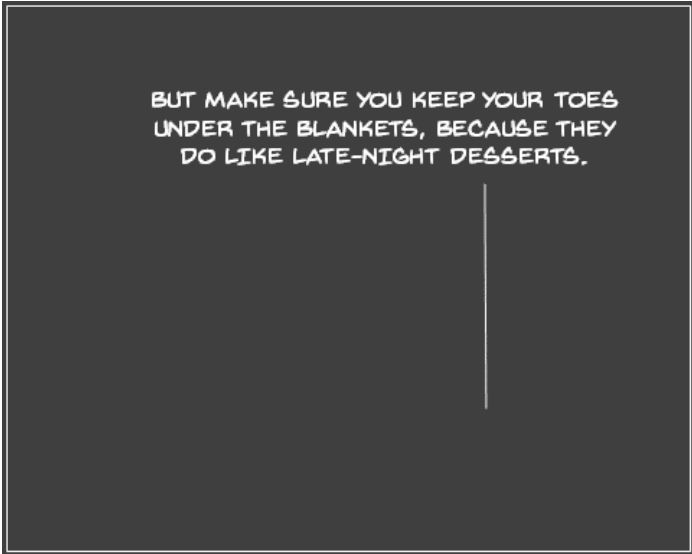 BUT MAKE SURE YOU KEEP YOUR TOES
UNDER THE BLANKETS, BECAUSE THEY
DO LIKE LATE-NIGHT DESSERTS.